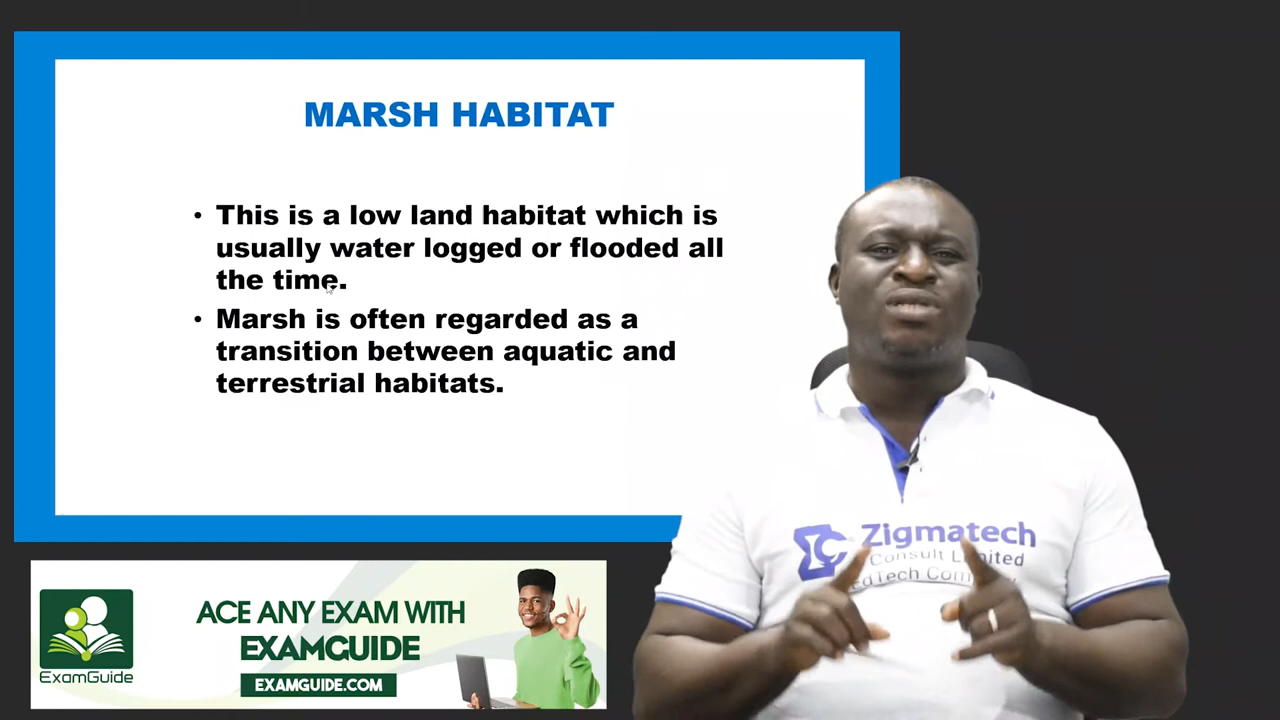 MARSH HABITAT
• This is a low land habitat which is
usually water logged or flooded all
the time.
• Marsh is often regarded as a
transition between aquatic and
terrestrial habitats.
Zigmatech
Consult Limited
EdTech
ACE ANY EXAM WITH
EXAMGUIDE
EXAMGUIDE.COM
ExamGuide